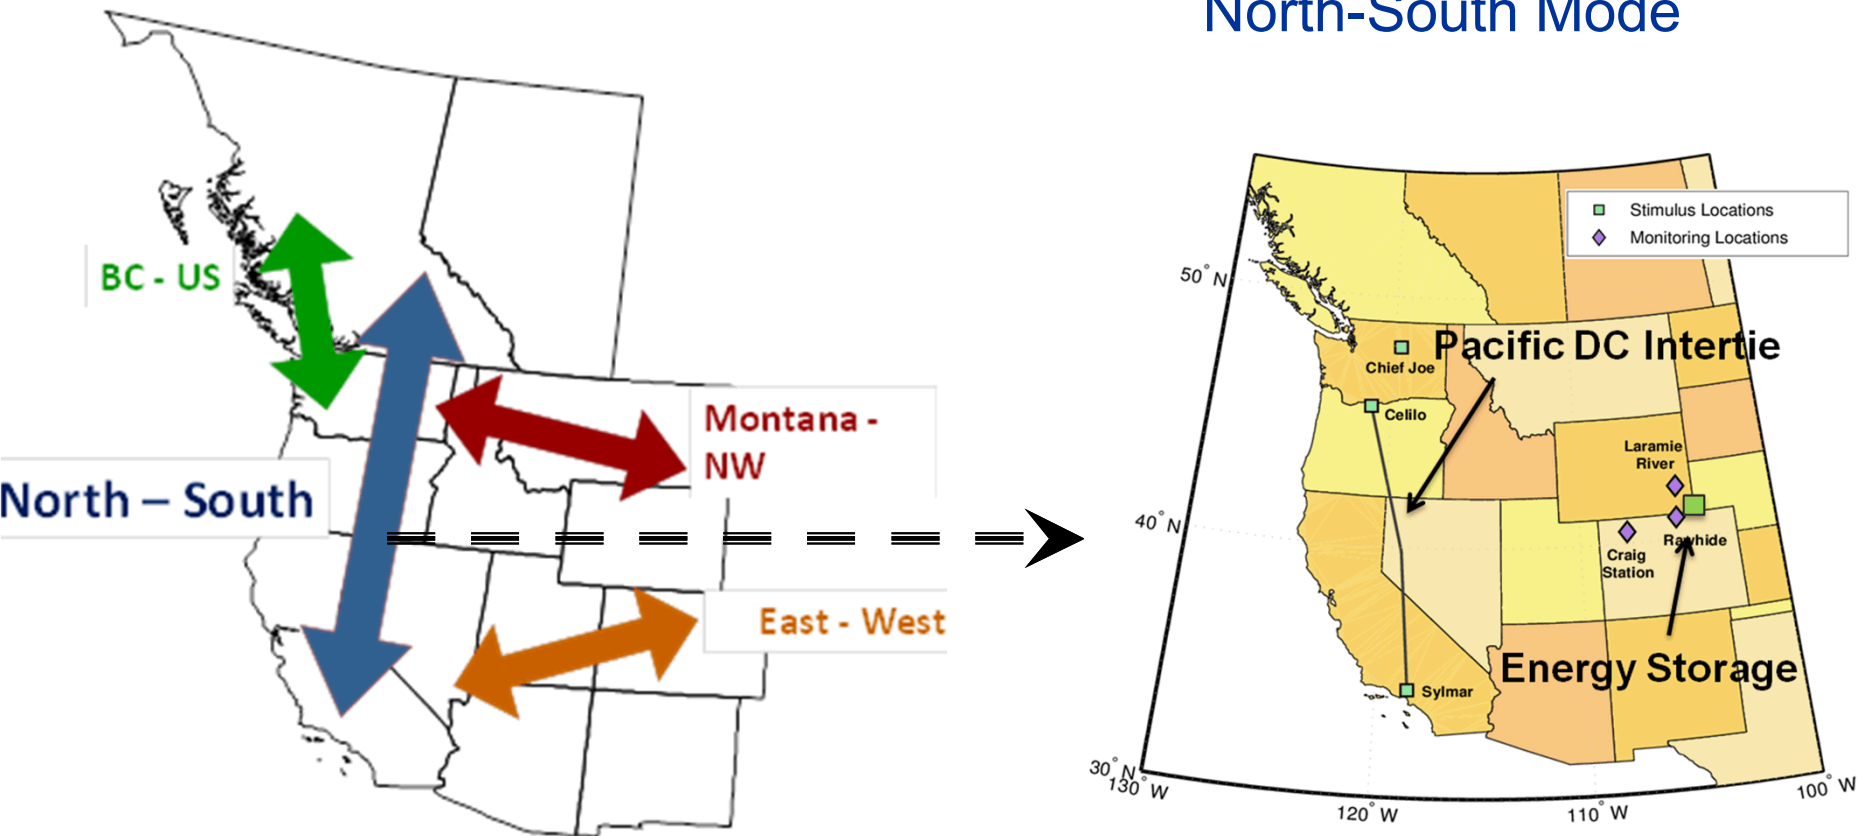 North-South Mode
BC - US
Montana -
NW
North – South
East - West
Stimulus Locations
Monitoring Locations
50° N
Pacific DC Intertie
Chief Joe
Celilo
Laramie
River
40° N
Rawhide
Craig
Station
Energy Storage
Sylmar
30° N
130° W
120° W
110° W
100° W